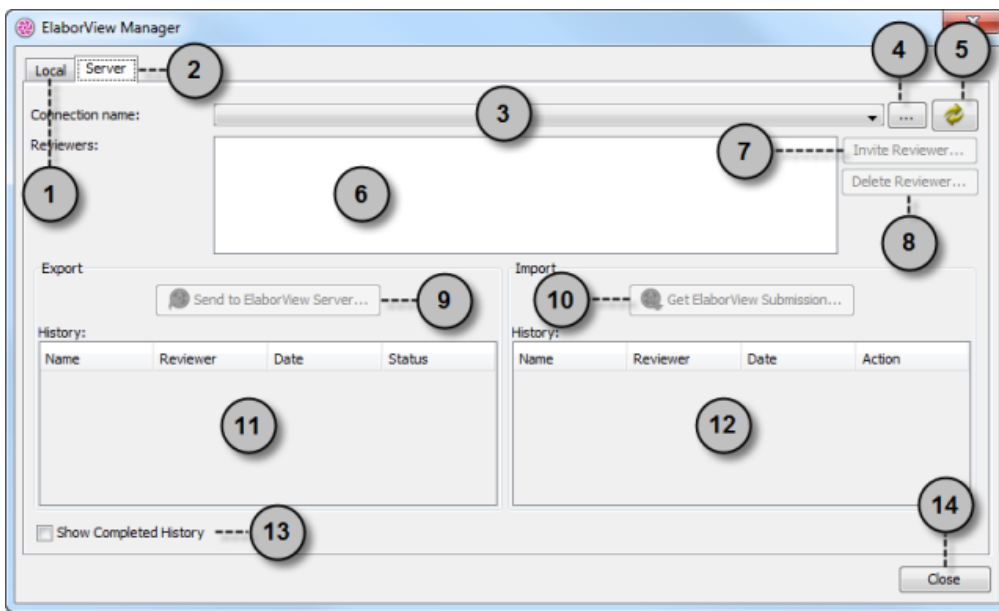 ElaborView Manager
4 5
Local Server 2
Connection name: 3 ...
Reviewers: 7 Invite Reviewer...
1 6 Delete Reviewer...
8
Export Import
Send to ElaborView Server... 9 10 Get ElaborView Submission...
History: History:
Name Reviewer Date Status Name Reviewer Date Action
11 12
14
Show Completed History 13
Close